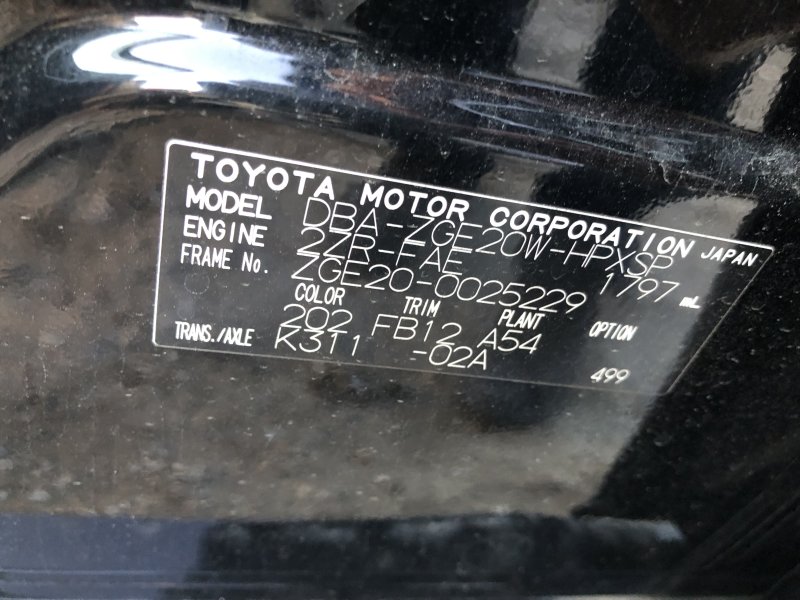 TOYOTA MOTOR CORPORATION JAPAN
MODEL DBA-ZGE20W-HPXSP
ENGINE 2ZR-FAE 1797 mL
FRAME No. ZGE20-0025229
COLOR TRIM PLANT OPTION
202 FB12 A54
TRANS./AXLE K311 -02A 499